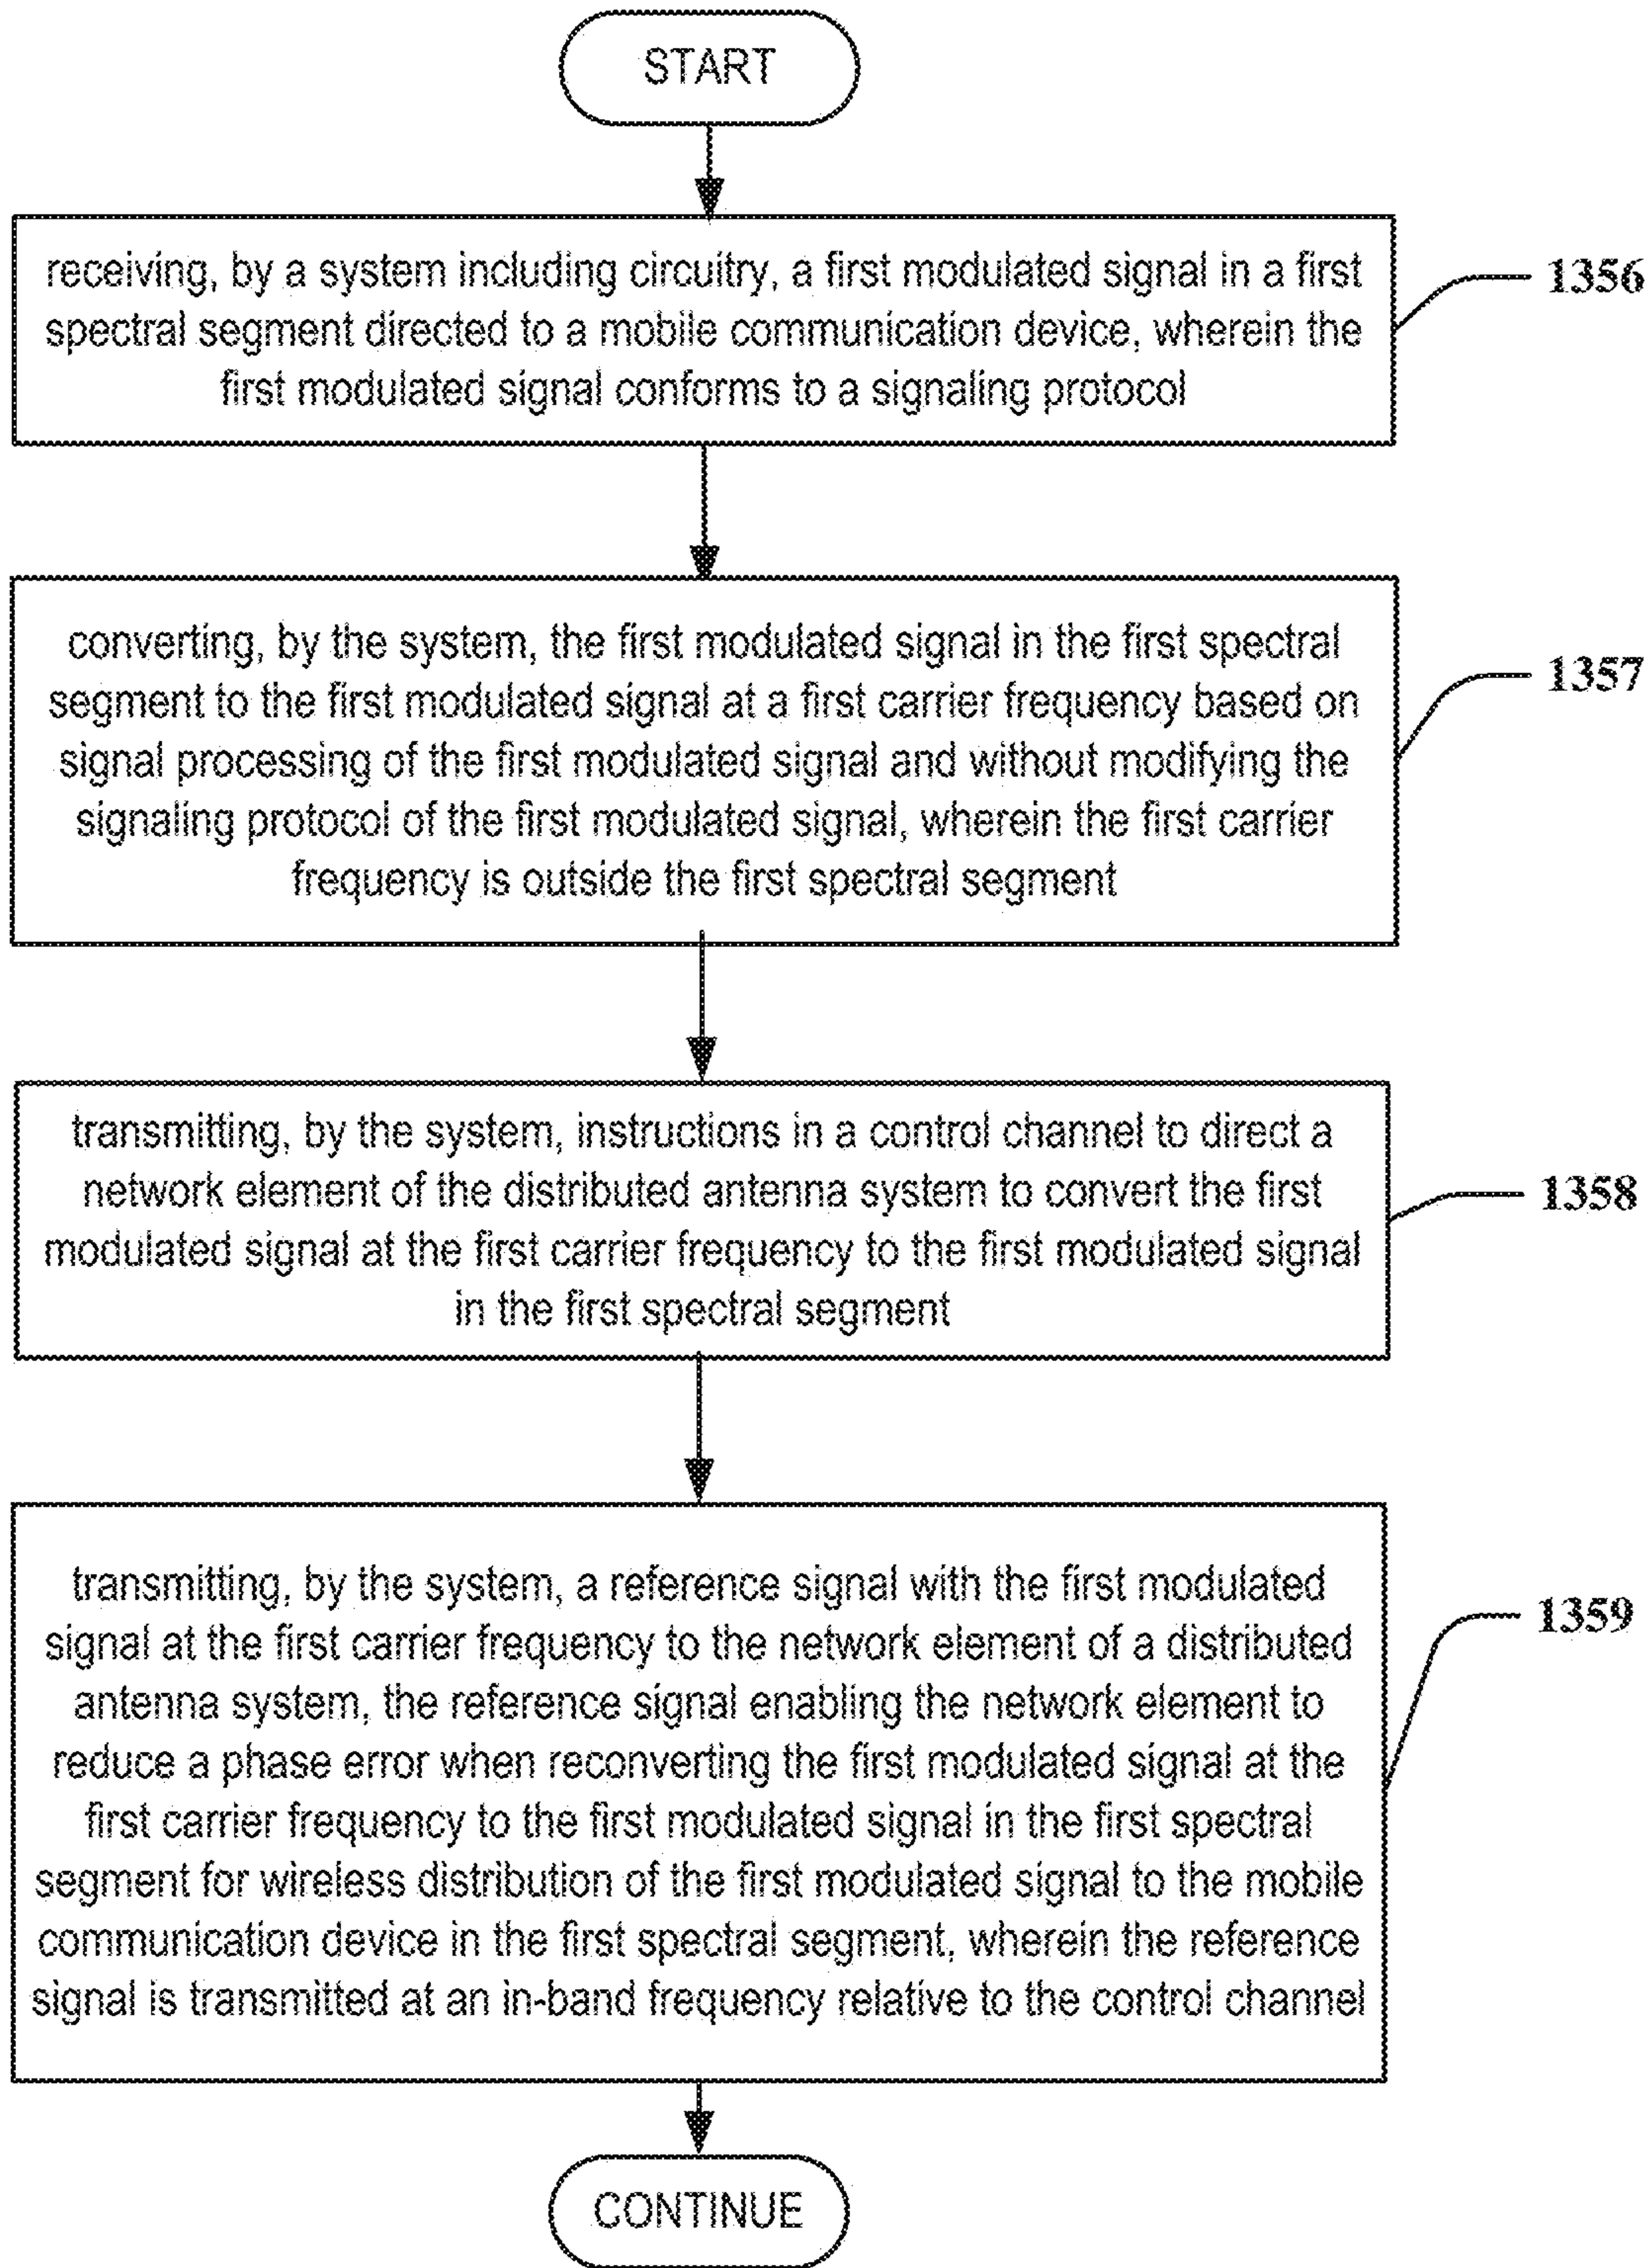 START
receiving, by a system including circuitry, a first modulated signal in a first
spectral segment directed to a mobile communication device, wherein the
first modulated signal conforms to a signaling protocol
1356
converting, by the system, the first modulated signal in the first spectral
segment to the first modulated signal at a first carrier frequency based on
signal processing of the first modulated signal and without modifying the
signaling protocol of the first modulated signal, wherein the first carrier
frequency is outside the first spectral segment
1357
transmitting, by the system, instructions in a control channel to direct a
network element of the distributed antenna system to convert the first
modulated signal at the first carrier frequency to the first modulated signal
in the first spectral segment
1358
transmitting, by the system, a reference signal with the first modulated
signal at the first carrier frequency to the network element of a distributed
antenna system, the reference signal enabling the network element to
reduce a phase error when reconverting the first modulated signal at the
first carrier frequency to the first modulated signal in the first spectral
segment for wireless distribution of the first modulated signal to the mobile
communication device in the first spectral segment, wherein the reference
signal is transmitted at an in-band frequency relative to the control channel
1359
CONTINUE